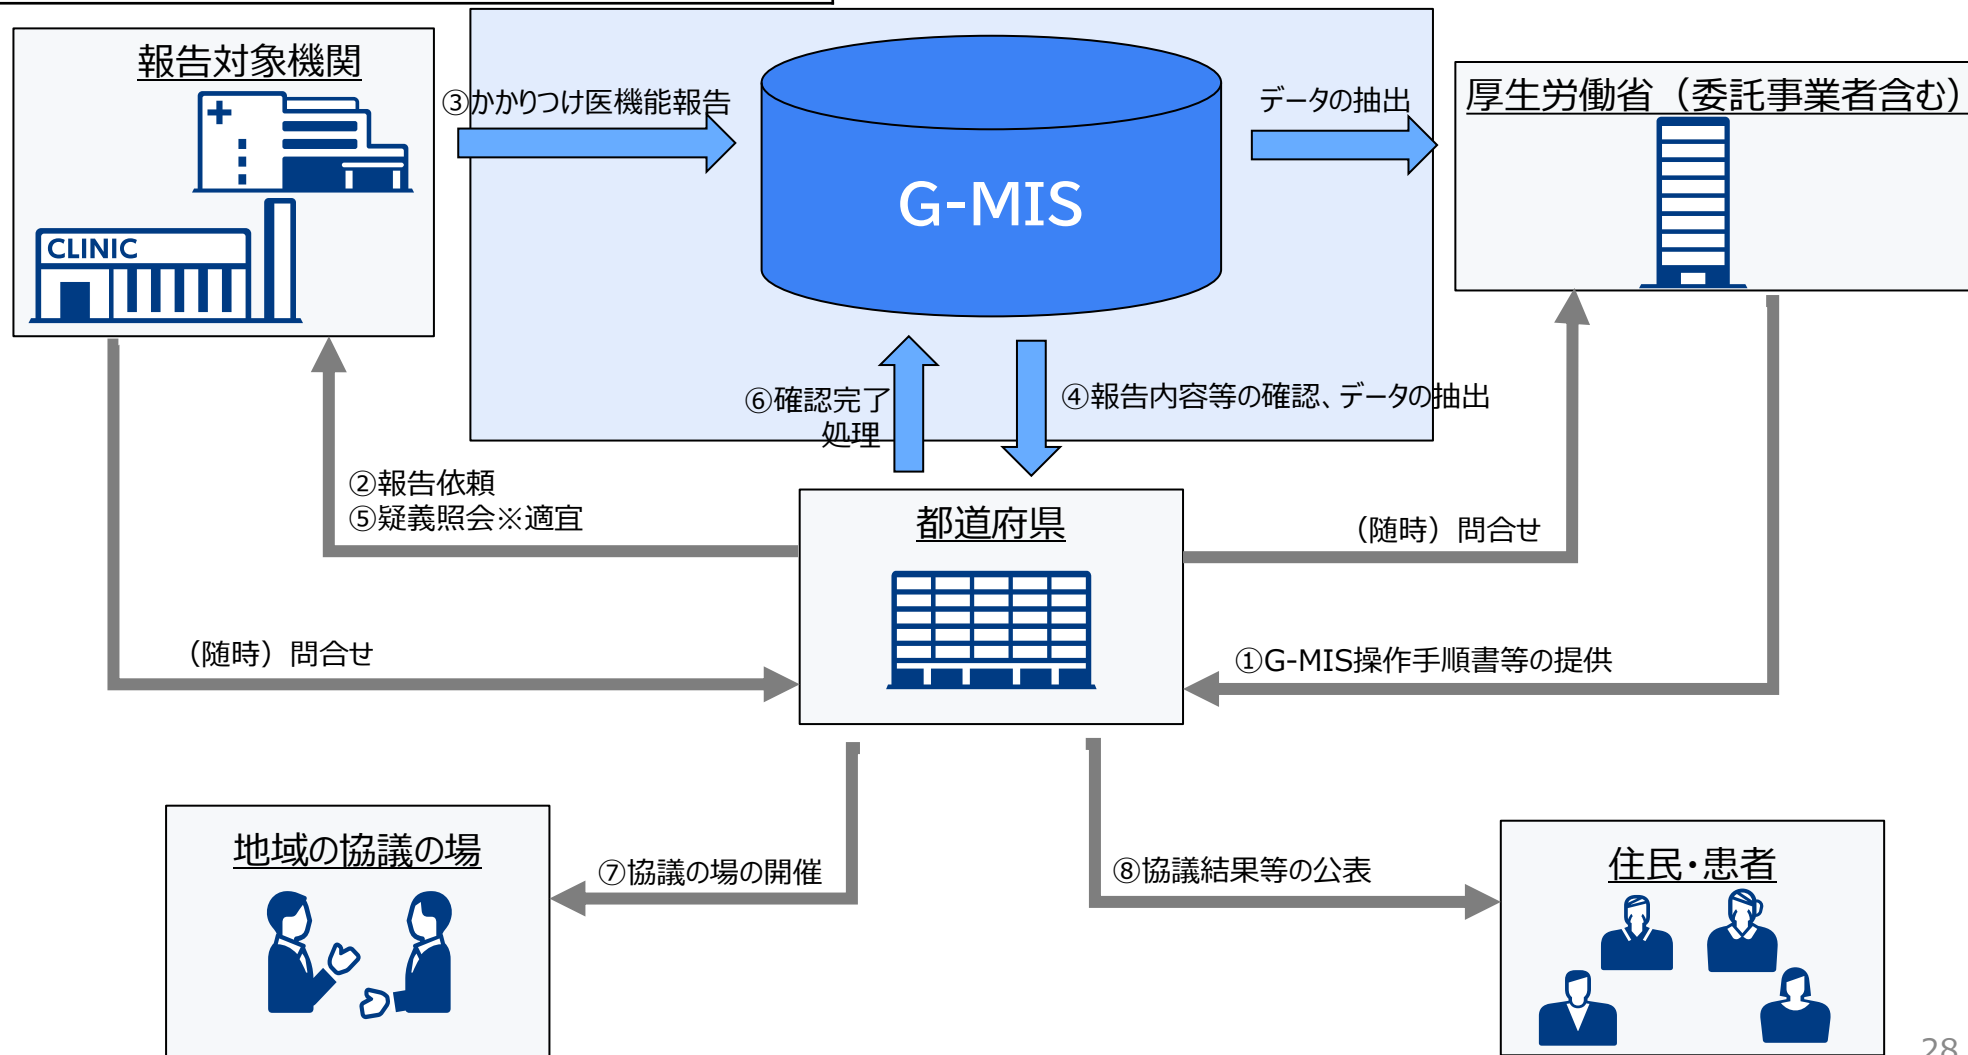 報告対象機関
CLINIC
③かかりつけ医機能報告
G-MIS
データの抽出
厚生労働省（委託事業者含む）
⑥確認完了
処理
④報告内容等の確認、データの抽出
②報告依頼
⑤疑義照会※適宜
都道府県
（随時）問合せ
（随時）問合せ
①G-MIS操作手順書等の提供
地域の協議の場
⑦協議の場の開催
⑧協議結果等の公表
住民・患者
28